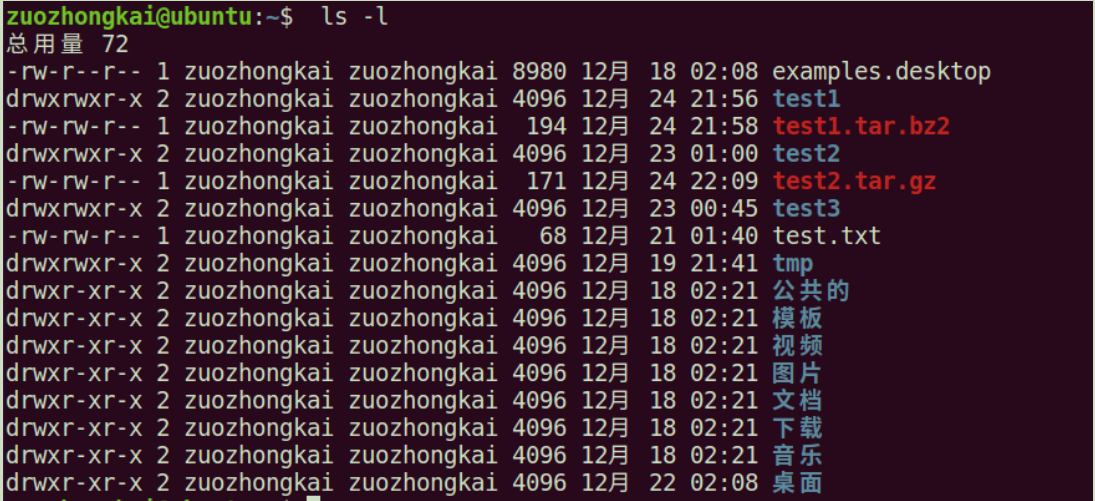 zuozhongkai@ubuntu:~$  ls -l
总用量 72
-rw-r--r-- 1 zuozhongkai zuozhongkai 8980 12月  18 02:08 examples.desktop
drwxrwxr-x 2 zuozhongkai zuozhongkai 4096 12月  24 21:56 test1
-rw-rw-r-- 1 zuozhongkai zuozhongkai  194 12月  24 21:58 test1.tar.bz2
drwxrwxr-x 2 zuozhongkai zuozhongkai 4096 12月  23 01:00 test2
-rw-rw-r-- 1 zuozhongkai zuozhongkai  171 12月  24 22:09 test2.tar.gz
drwxrwxr-x 2 zuozhongkai zuozhongkai 4096 12月  23 00:45 test3
-rw-rw-r-- 1 zuozhongkai zuozhongkai   68 12月  21 01:40 test.txt
drwxrwxr-x 2 zuozhongkai zuozhongkai 4096 12月  19 21:41 tmp
drwxr-xr-x 2 zuozhongkai zuozhongkai 4096 12月  18 02:21 公共的
drwxr-xr-x 2 zuozhongkai zuozhongkai 4096 12月  18 02:21 模板
drwxr-xr-x 2 zuozhongkai zuozhongkai 4096 12月  18 02:21 视频
drwxr-xr-x 2 zuozhongkai zuozhongkai 4096 12月  18 02:21 图片
drwxr-xr-x 2 zuozhongkai zuozhongkai 4096 12月  18 02:21 文档
drwxr-xr-x 2 zuozhongkai zuozhongkai 4096 12月  18 02:21 下载
drwxr-xr-x 2 zuozhongkai zuozhongkai 4096 12月  18 02:21 音乐
drwxr-xr-x 2 zuozhongkai zuozhongkai 4096 12月  22 02:08 桌面